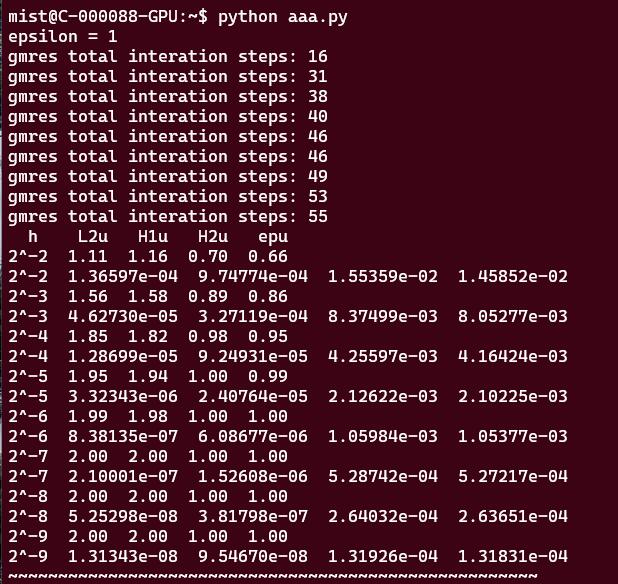 mist@C-000088-GPU:~$ python aaa.py
epsilon = 1
gmres total interation steps: 16
gmres total interation steps: 31
gmres total interation steps: 38
gmres total interation steps: 40
gmres total interation steps: 46
gmres total interation steps: 46
gmres total interation steps: 49
gmres total interation steps: 53
gmres total interation steps: 55
h L2u H1u H2u epu
2^-2 1.11 1.16 0.70 0.66
2^-2 1.36597e-04 9.74774e-04 1.55359e-02 1.45852e-02
2^-3 1.56 1.58 0.89 0.86
2^-3 4.62730e-05 3.27119e-04 8.37499e-03 8.05277e-03
2^-4 1.85 1.82 0.98 0.95
2^-4 1.28699e-05 9.24931e-05 4.25597e-03 4.16424e-03
2^-5 1.95 1.94 1.00 0.99
2^-5 3.32343e-06 2.40764e-05 2.12622e-03 2.10225e-03
2^-6 1.99 1.98 1.00 1.00
2^-6 8.38135e-07 6.08677e-06 1.05984e-03 1.05377e-03
2^-7 2.00 2.00 1.00 1.00
2^-7 2.10001e-07 1.52608e-06 5.28742e-04 5.27217e-04
2^-8 2.00 2.00 1.00 1.00
2^-8 5.25298e-08 3.81798e-07 2.64032e-04 2.63651e-04
2^-9 2.00 2.00 1.00 1.00
2^-9 1.31343e-08 9.54670e-08 1.31926e-04 1.31831e-04
~~~~~~~~~~~~~~~~~~~~~~~~~~~~~~~~~~~~~~~~~~~~~~~~~~~~~